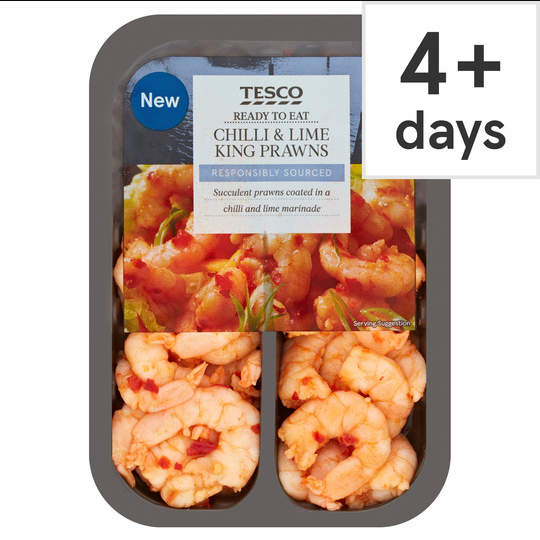 4+
days
New
TESCO
READY TO EAT
CHILLI & LIME
KING PRAWNS
RESPONSIBLY SOURCED
Succulent prawns coated in a
chilli and lime marinade
Serving Suggestion